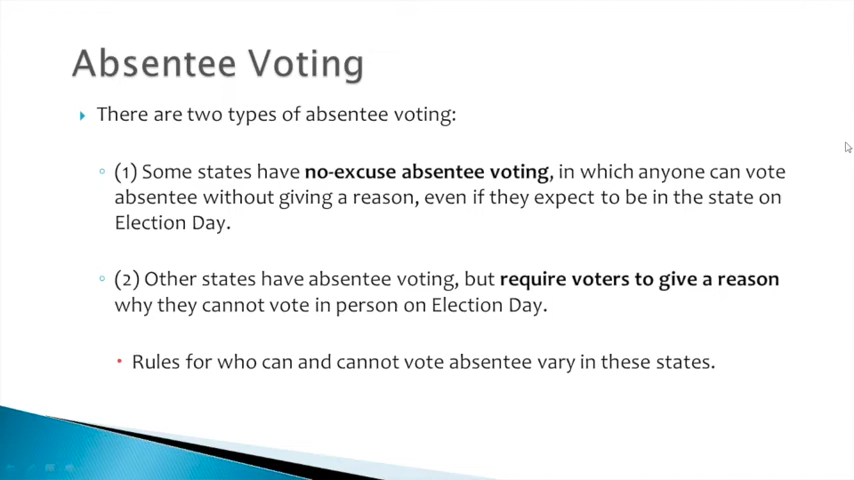 Absentee Voting
There are two types of absentee voting:
(1) Some states have no-excuse absentee voting, in which anyone can vote
absentee without giving a reason, even if they expect to be in the state on
Election Day.
(2) Other states have absentee voting, but require voters to give a reason
why they cannot vote in person on Election Day.
Rules for who can and cannot vote absentee vary in these states.